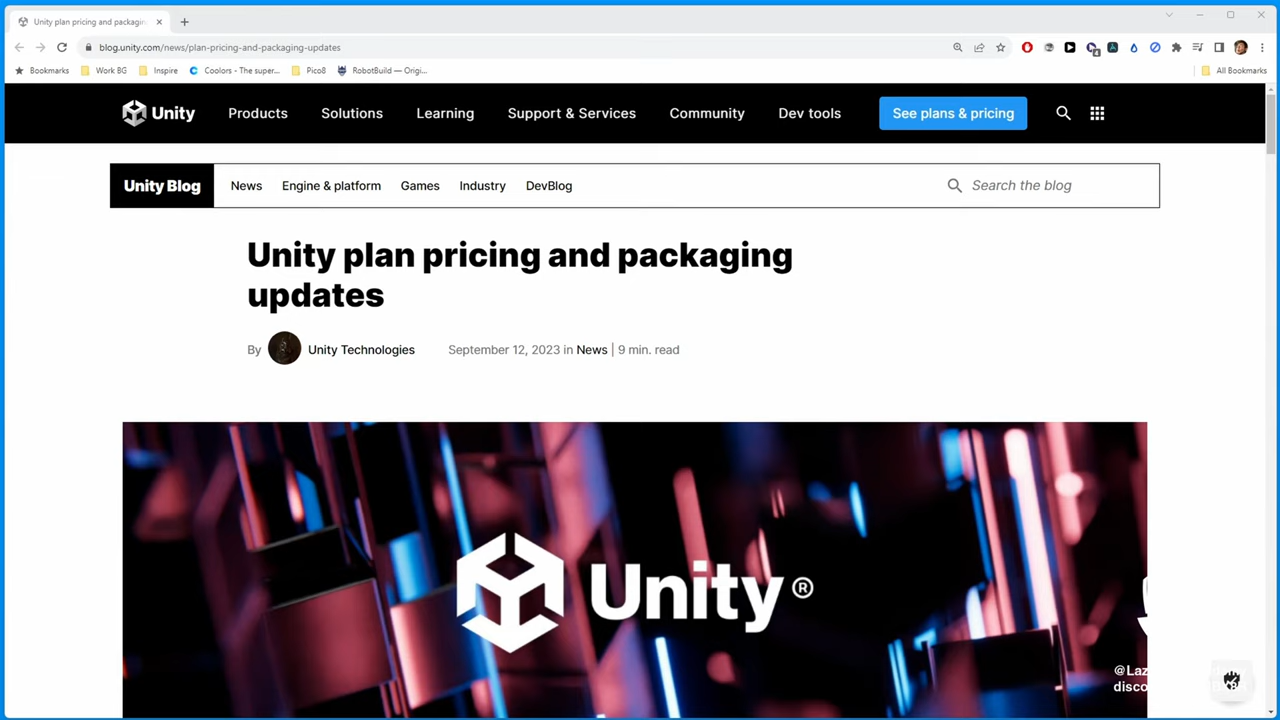 Unity plan pricing and packagin
blog.unity.com/news/plan-pricing-and-packaging-updates
Bookmarks Work BG Inspire Coolors - The super... Pico8 RobotBuild — Origi... All Bookmarks
Unity Products Solutions Learning Support & Services Community Dev tools See plans & pricing
Unity Blog News Engine & platform Games Industry DevBlog Search the blog
Unity plan pricing and packaging
updates
By Unity Technologies September 12, 2023 in News | 9 min. read
Unity®
@Laz
disco